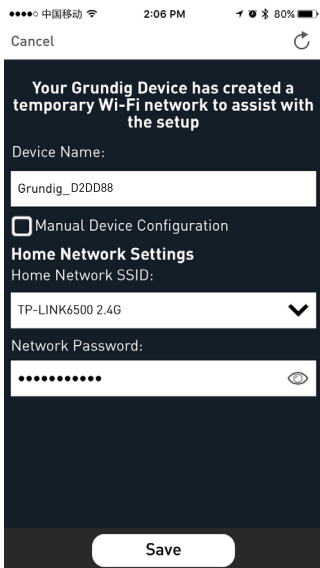 中国移动 2:06 PM 80%
Cancel
Your Grundig Device has created a
temporary Wi-Fi network to assist with
the setup
Device Name:
Grundig_D2DD88
Manual Device Configuration
Home Network Settings
Home Network SSID:
TP-LINK6500 2.4G
Network Password:
●●●●●●●●●●●
Save